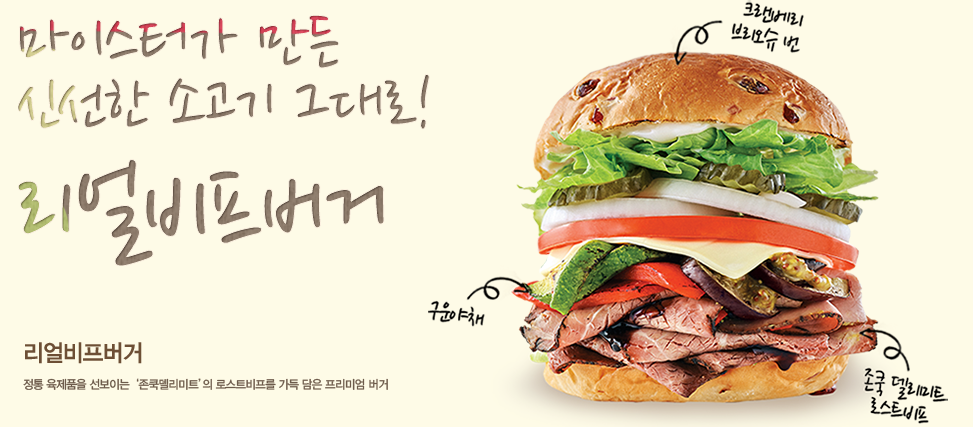 마이스터가 만든
신선한 소고기 그대로!
리얼비프버거
리얼비프버거
정통 육제품을 선보이는 '존쿡델리미트'의 로스트비프를 가득 담은 프리미엄 버거
크랜베리
브리오슈 번
구운야채
존쿡 델리미트
로스트비프